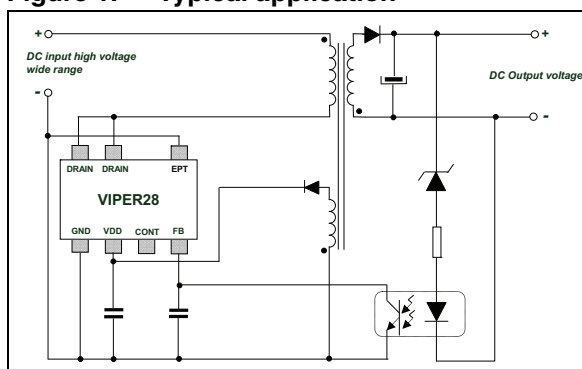 Figure 1. Typical application
+
DC input high voltage
wide range
-
+
DC Output voltage
-
DRAIN DRAIN EPT
VIPER28
GND VDD CONT FB